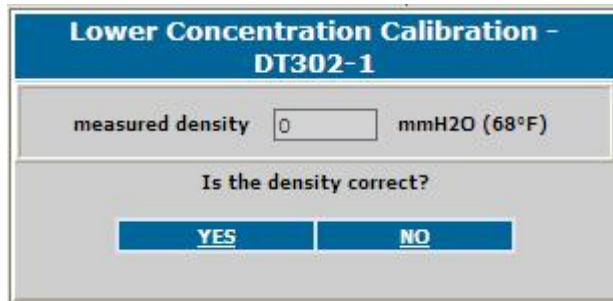 Lower Concentration Calibration -
DT302-1
measured density 0 mmH2O (68°F)
Is the density correct?
YES NO